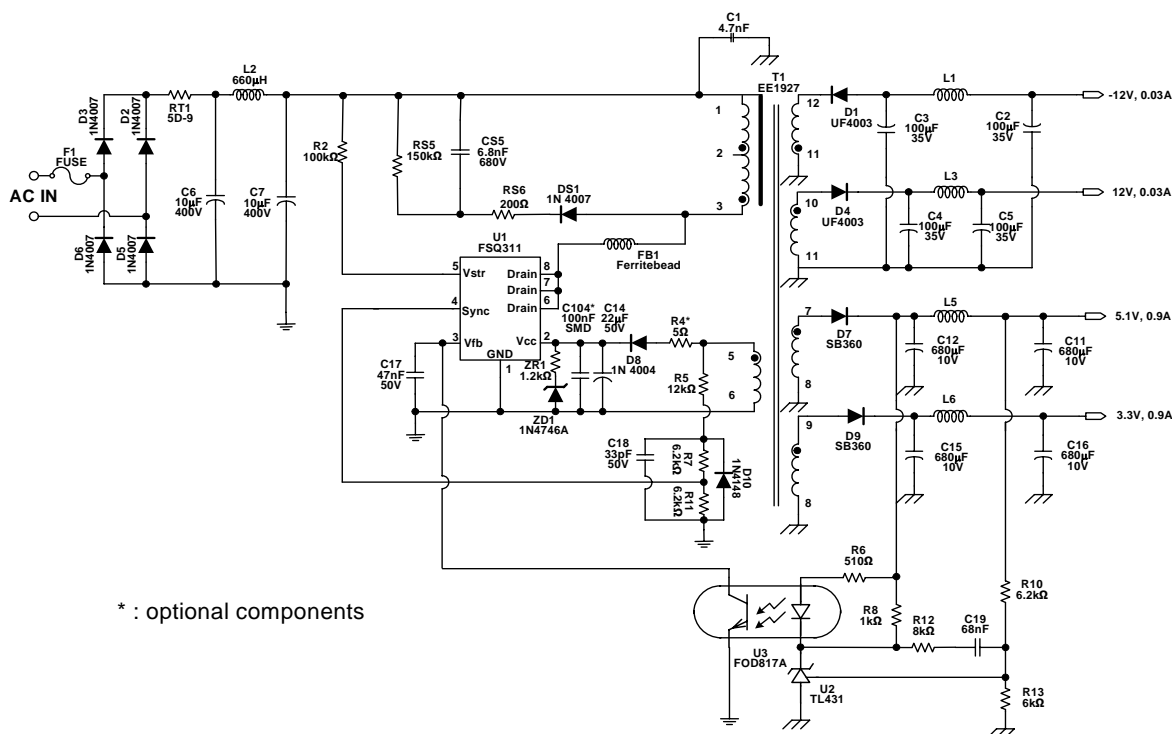 C1
4.7nF
L2
660µH
T1
EE1927
L1
-12V, 0.03A
D3
1N4007
D2
1N4007
RT1
5D-9
1
12
D1
UF4003
C3
100µF
35V
C2
100µF
35V
F1
FUSE
R2
100kΩ
RS5
150kΩ
CS5
6.8nF
680V
2
11
AC IN
C6
10µF
400V
C7
10µF
400V
RS6
200Ω
DS1
1N 4007
3
10
D4
UF4003
L3
12V, 0.03A
C4
100µF
35V
C5
100µF
35V
D6
1N4007
D5
1N4007
U1
FSQ311
FB1
Ferritebead
11
5
Vstr
Drain
8
Drain
7
Drain
6
4
Sync
3
Vfb
Vcc
2
GND
1
C104*
100nF
SMD
C14
22µF
50V
R4*
5Ω
D8
1N 4004
5
6
7
D7
SB360
L5
5.1V, 0.9A
C12
680µF
10V
C11
680µF
10V
C17
47nF
50V
ZR1
1.2kΩ
ZD1
1N4746A
R5
12kΩ
8
L6
3.3V, 0.9A
9
D9
SB360
C15
680µF
10V
C16
680µF
10V
C18
33pF
50V
R7
6.2kΩ
R11
6.2kΩ
D10
1N4148
8
R6
510Ω
R8
1kΩ
R12
8kΩ
C19
68nF
R10
6.2kΩ
* : optional components
U3
FOD817A
U2
TL431
R13
6kΩ